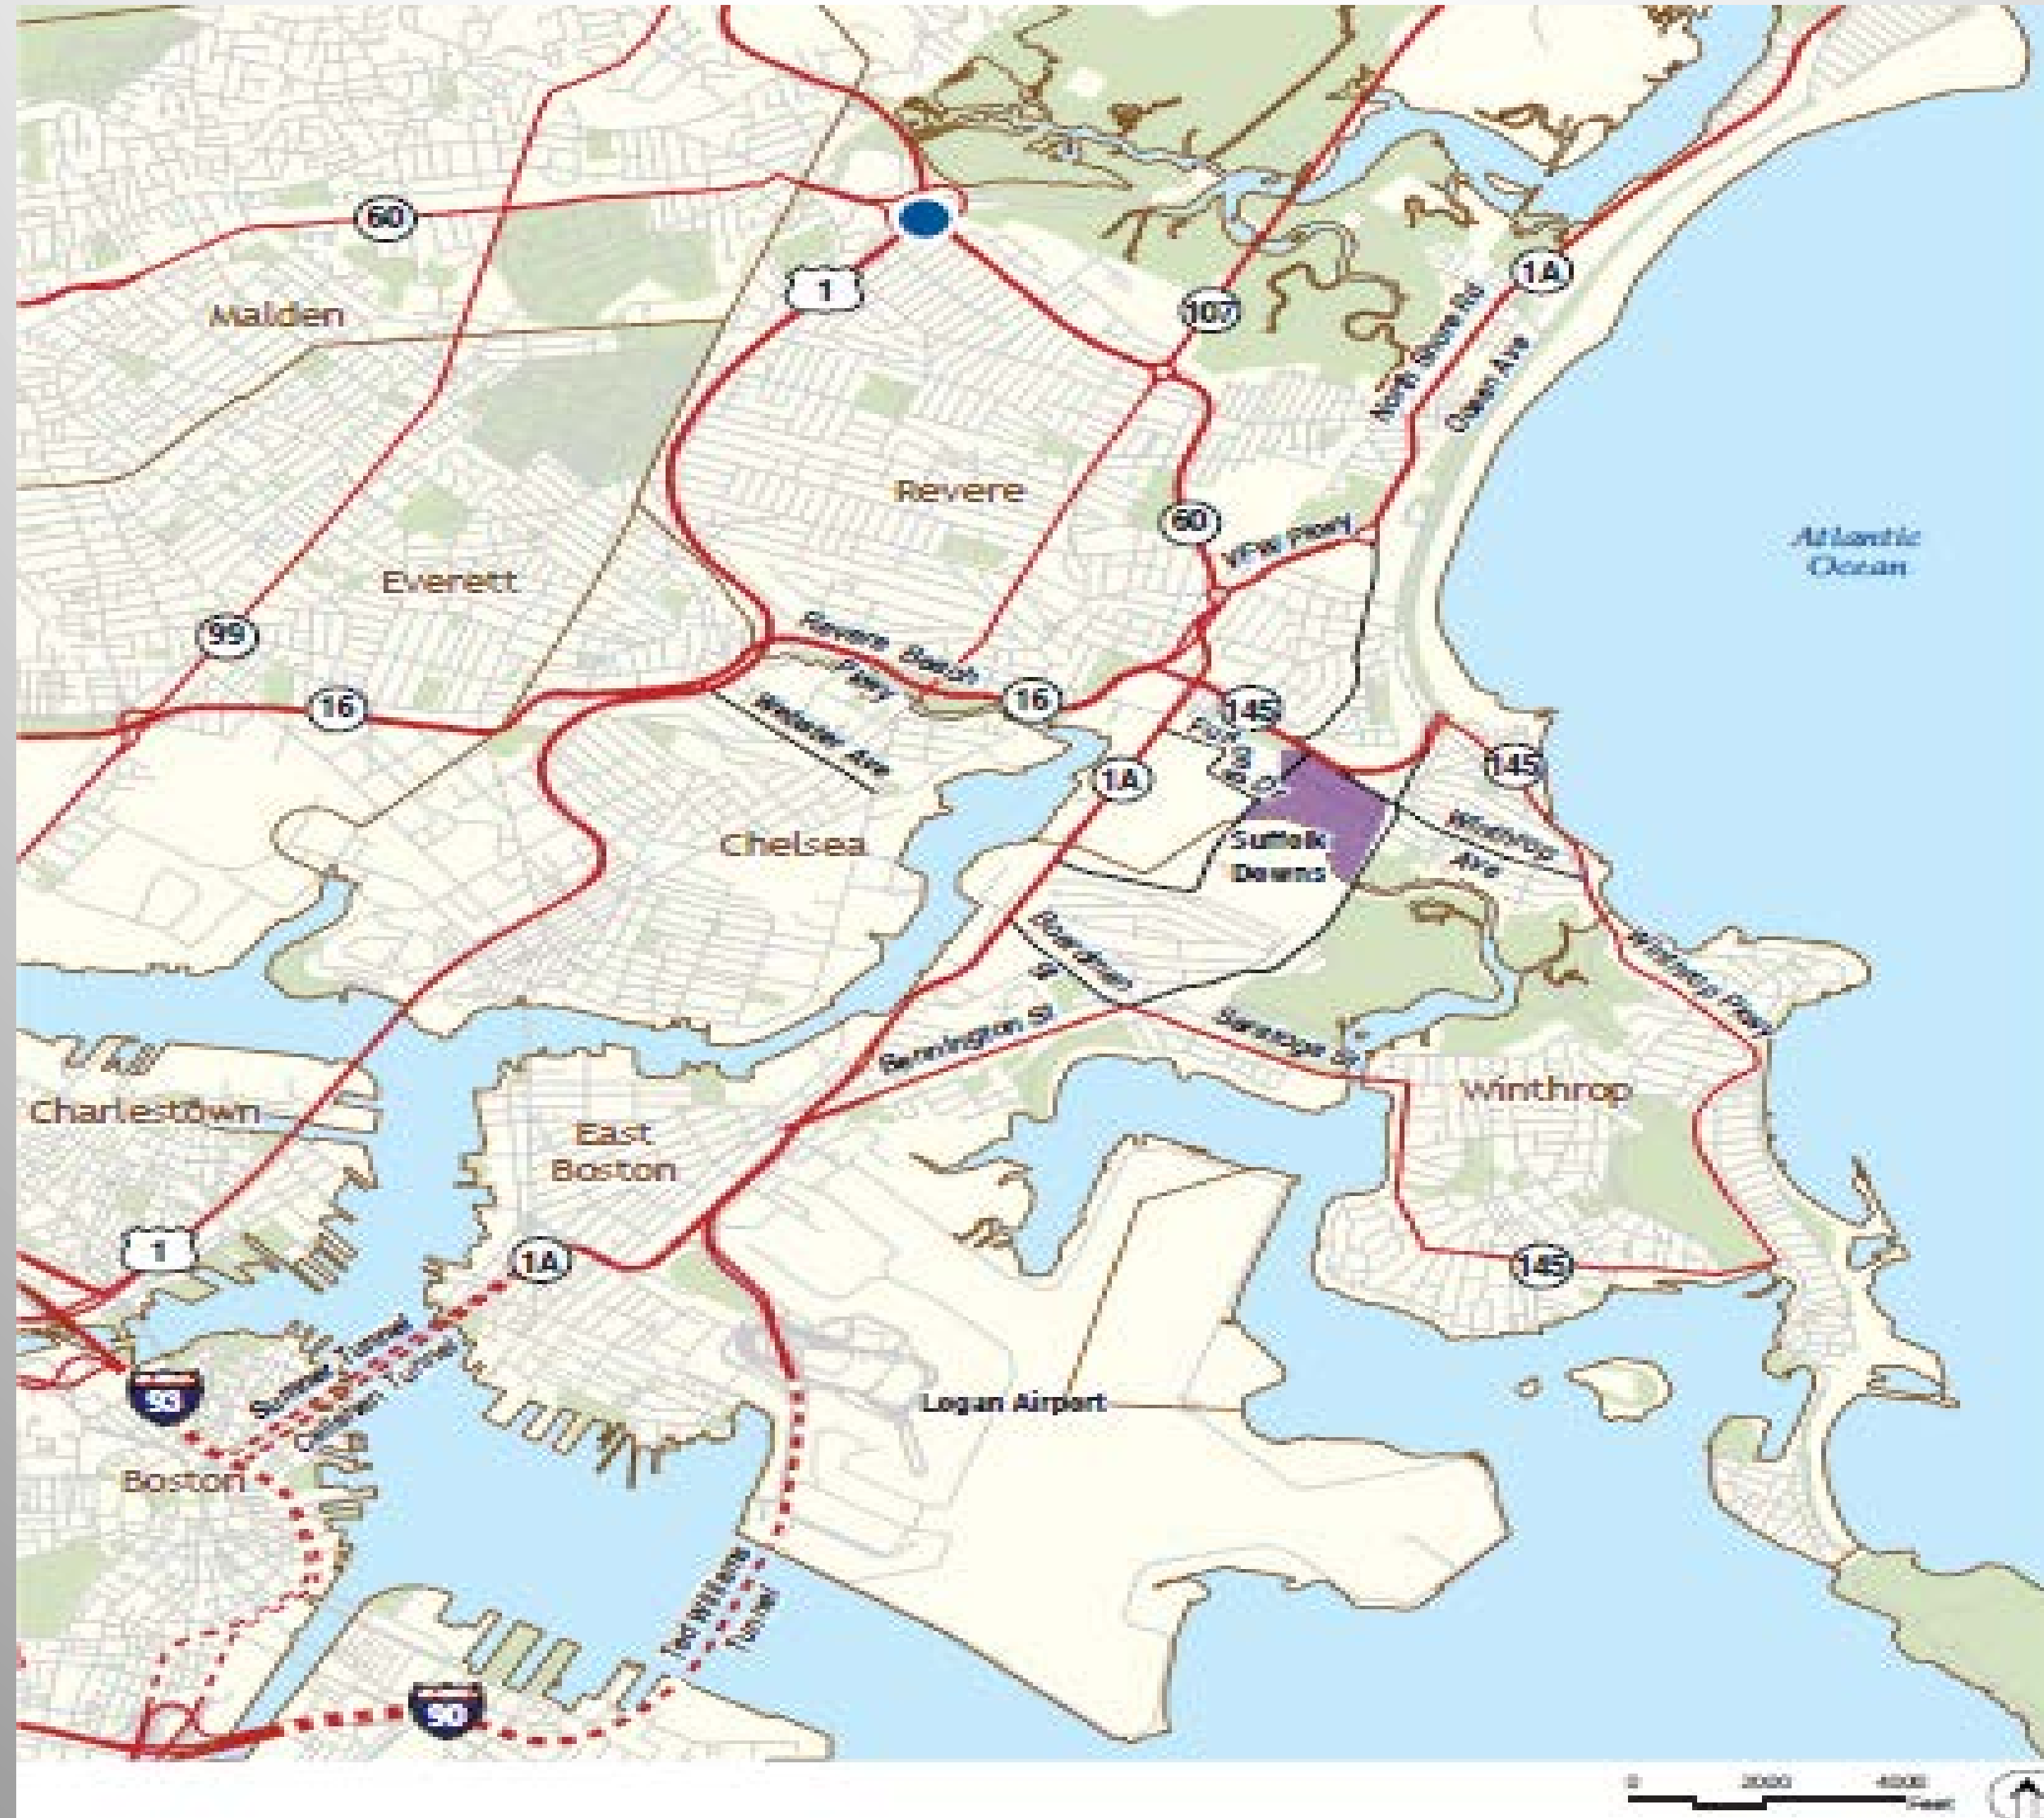 60
1
Malden
107
1A
North Shore Rd
Ocean Ave
Revere
60
Atlantic
Ocean
VFW Pkwy
Everett
99
Revere Beach
Pkwy
16
16
145
Webster Ave
1A
145
Suffolk
Downs
Chelsea
Winthrop
Ave
Boardman
St
Winthrop Pkwy
Bennington St
Saratoga St
Winthrop
Charlestown
East
Boston
1
1A
145
Sumner Tunnel
Callahan Tunnel
93
Logan Airport
Boston
Ted Williams
Tunnel
90
0 2000 4000
Feet